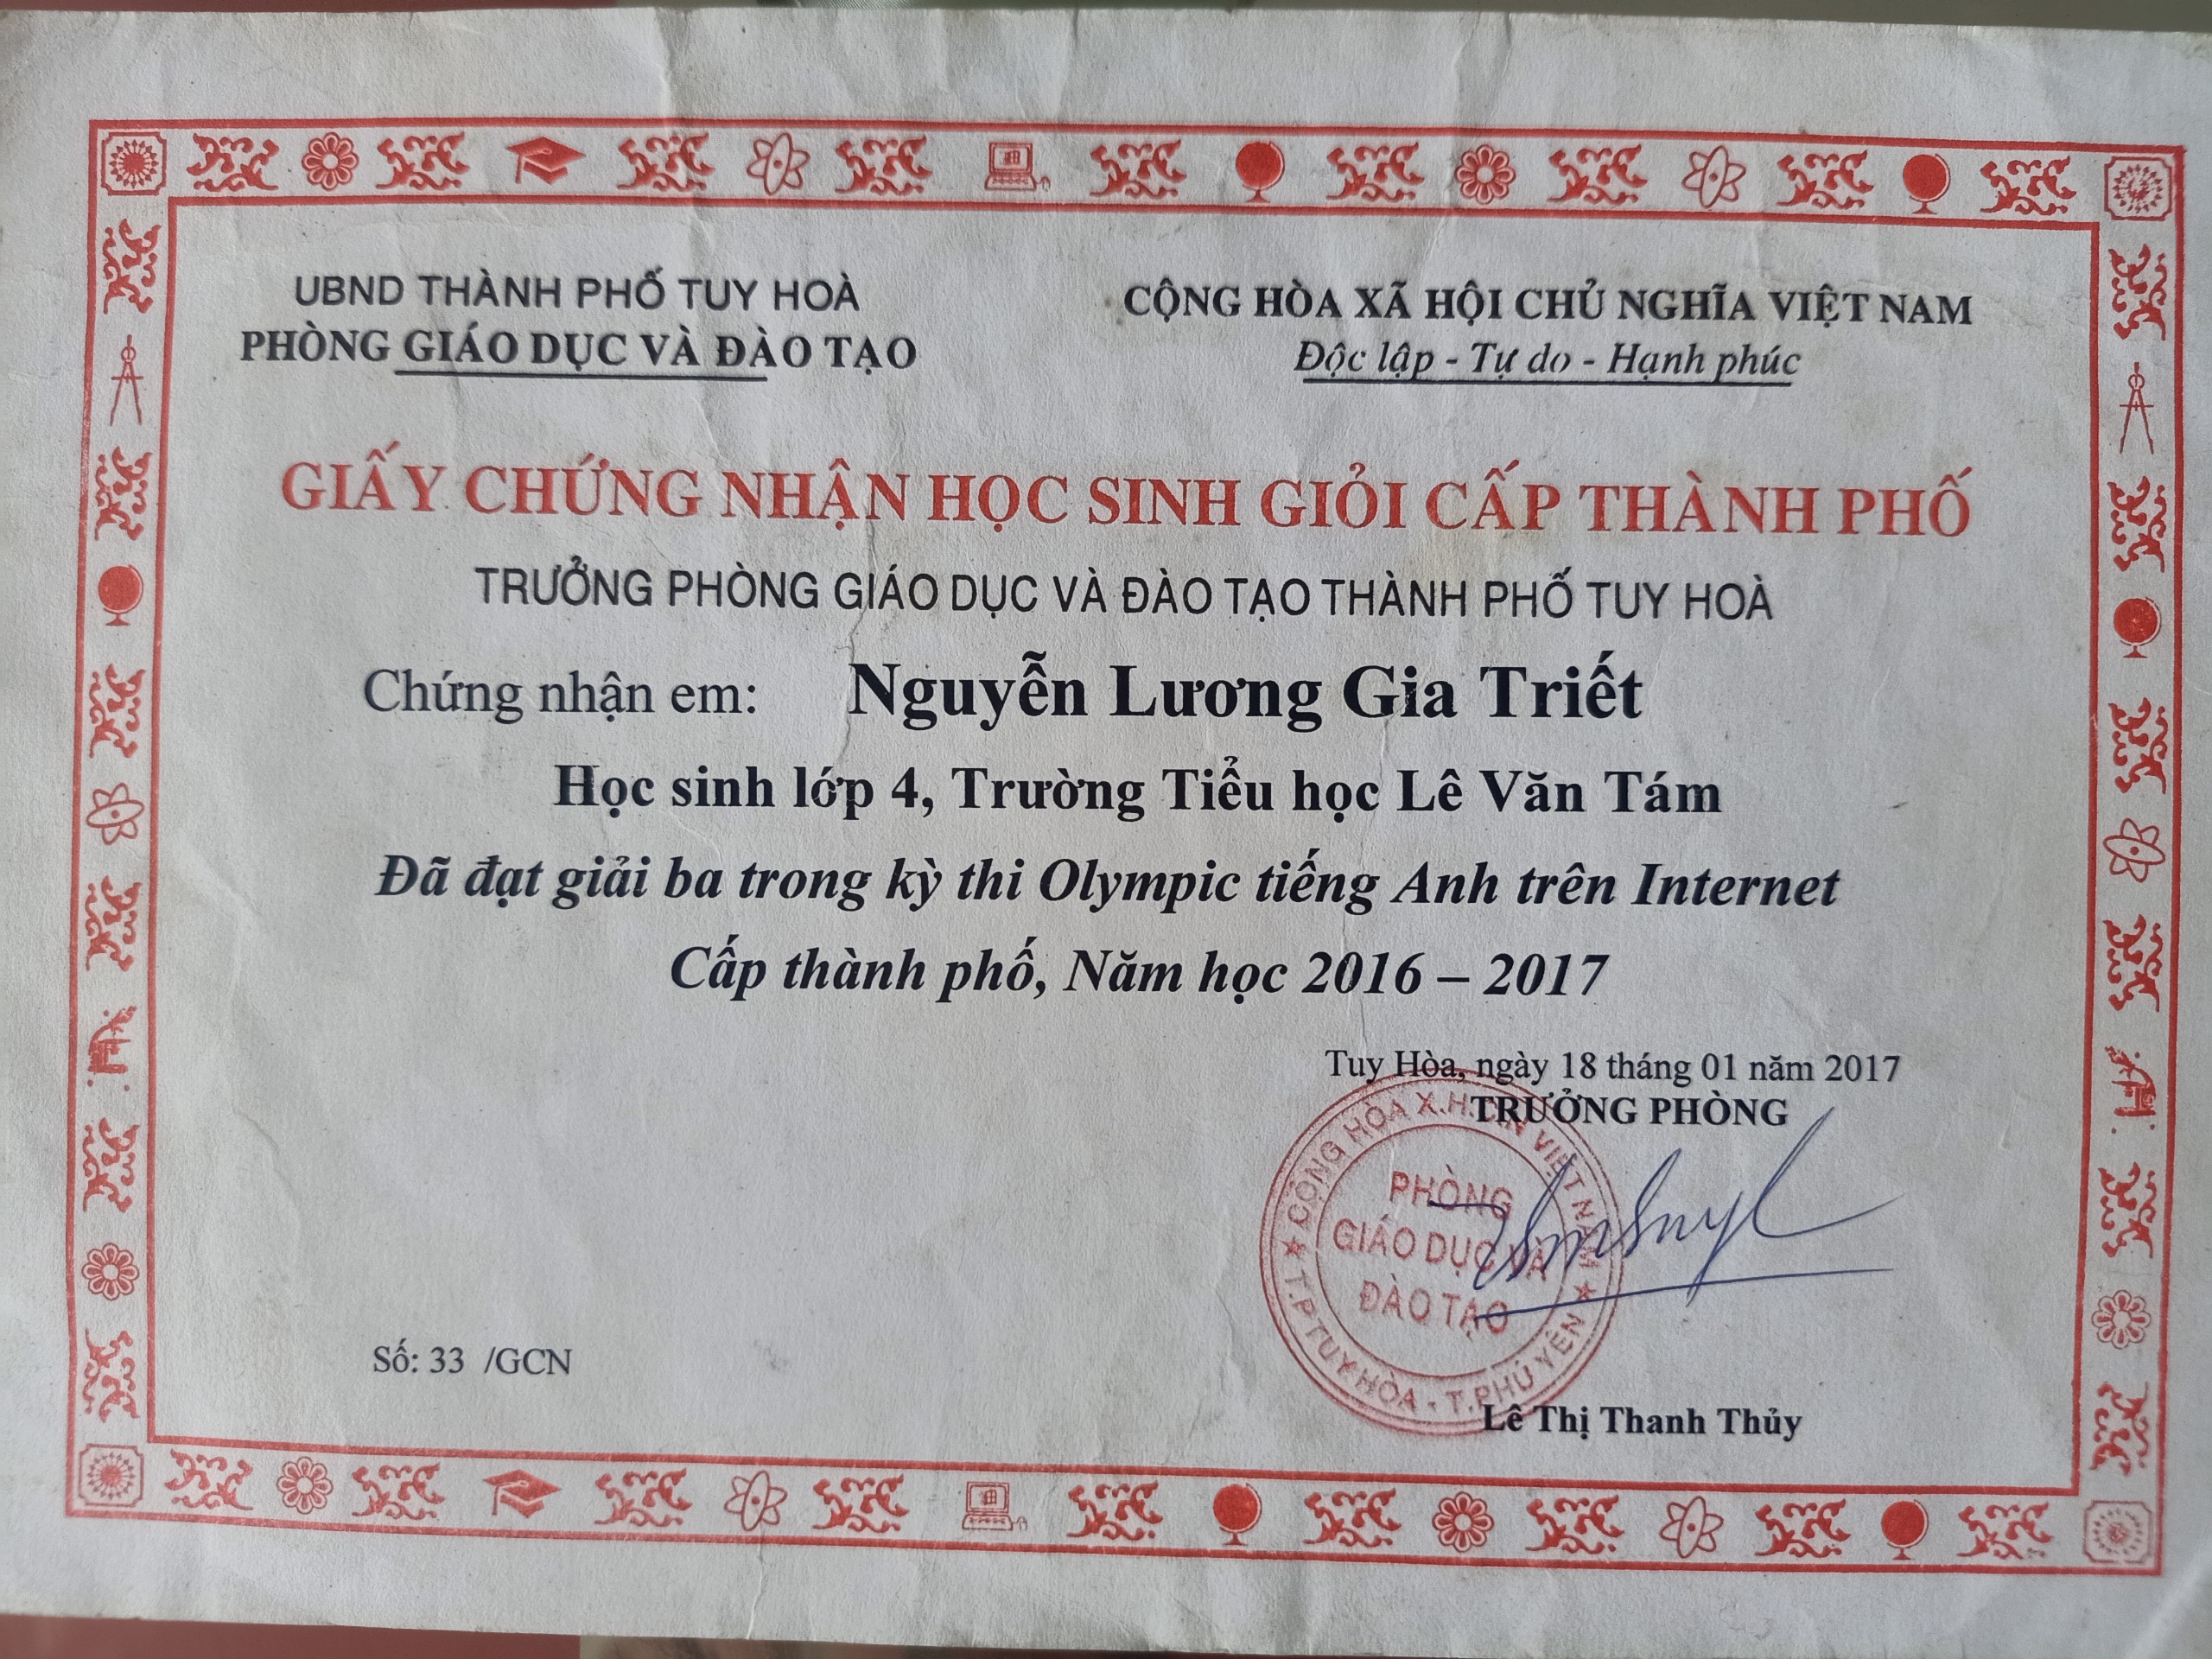 UBND THÀNH PHỐ TUY HOÀ
PHÒNG GIÁO DỤC VÀ ĐÀO TẠO
CỘNG HÒA XÃ HỘI CHỦ NGHĨA VIỆT NAM
Độc lập - Tự do - Hạnh phúc
GIẤY CHỨNG NHẬN HỌC SINH GIỎI CẤP THÀNH PHỐ
TRƯỞNG PHÒNG GIÁO DỤC VÀ ĐÀO TẠO THÀNH PHỐ TUY HOÀ
Chứng nhận em: Nguyễn Lương Gia Triết
Học sinh lớp 4, Trường Tiểu học Lê Văn Tám
Đã đạt giải ba trong kỳ thi Olympic tiếng Anh trên Internet
Cấp thành phố, Năm học 2016 – 2017
Tuy Hòa, ngày 18 tháng 01 năm 2017
TRƯỞNG PHÒNG
CỘNG HÒA X.H.C.N VIỆT NAM
PHÒNG
GIÁO DỤC VÀ
ĐÀO TẠO
T.P TUY HÒA - T.PHÚ YÊN
Số: 33 /GCN
Lê Thị Thanh Thủy